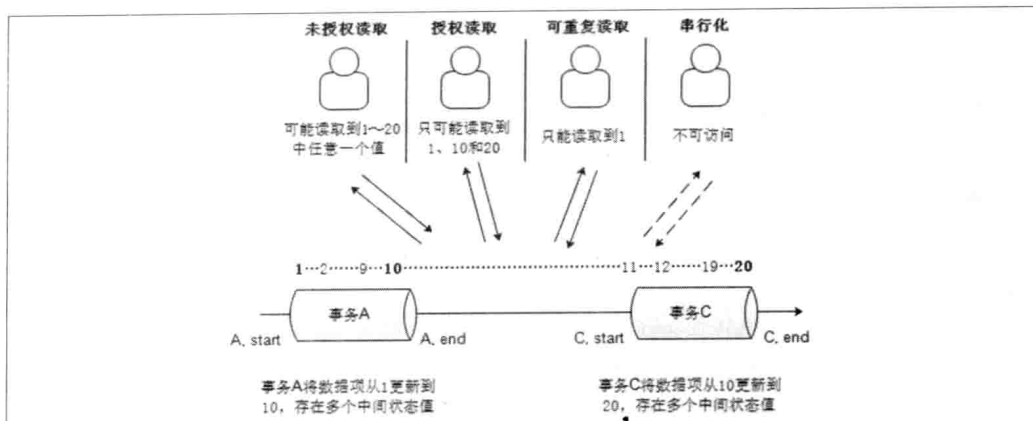 未授权读取 授权读取 可重复读取 串行化
可能读取到1～20
中任意一个值
只可能读取到
1、10和20
只能读取到1
不可访问
1…2……9…10……………………………11…12……19…20
事务A 事务C
A, start A, end C, start C, end
事务A将数据项从1更新到
10，存在多个中间状态值
事务C将数据项从10更新到
20，存在多个中间状态值